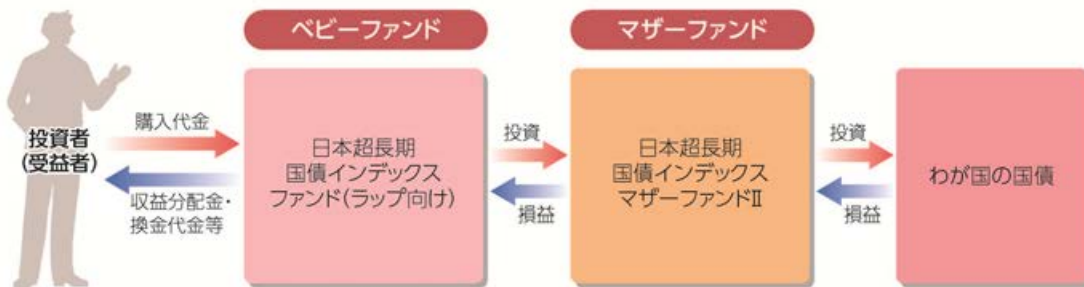 ベビーファンド
マザーファンド
投資者
(受益者)
購入代金
収益分配金・
換金代金等
日本超長期
国債インデックス
ファンド(ラップ向け)
投資
損益
日本超長期
国債インデックス
マザーファンドⅡ
投資
損益
わが国の国債